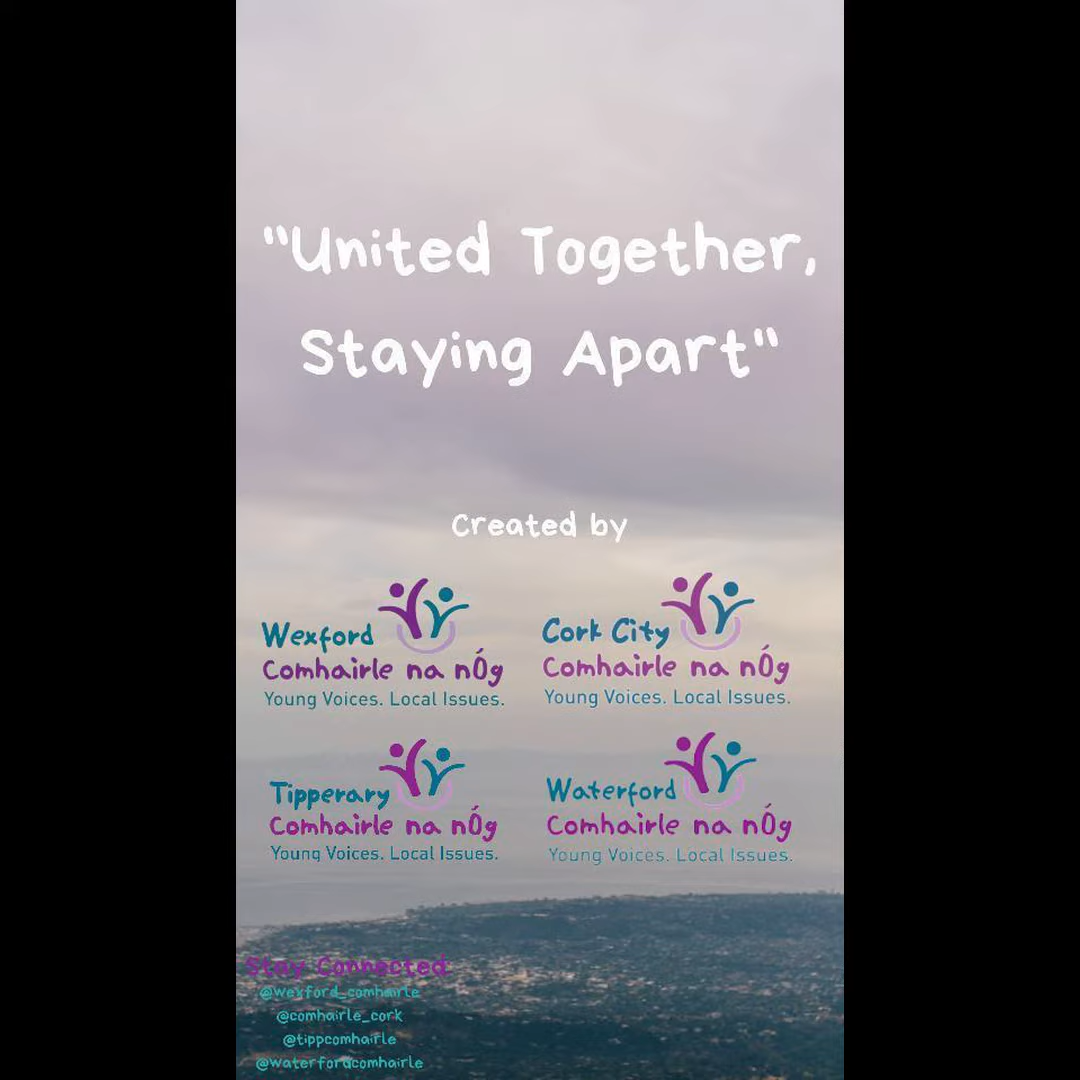 "United Together,
Staying Apart"
Created by
Wexford
Comhairle na nÓg
Young Voices. Local Issues.
Cork City
Comhairle na nÓg
Young Voices. Local Issues.
Tipperary
Comhairle na nÓg
Young Voices. Local Issues.
Waterford
Comhairle na nÓg
Young Voices. Local Issues.
Stay Connected
@wexford_comhairle
@comhairle_cork
@tippcomhairle
@waterfordcomhairle